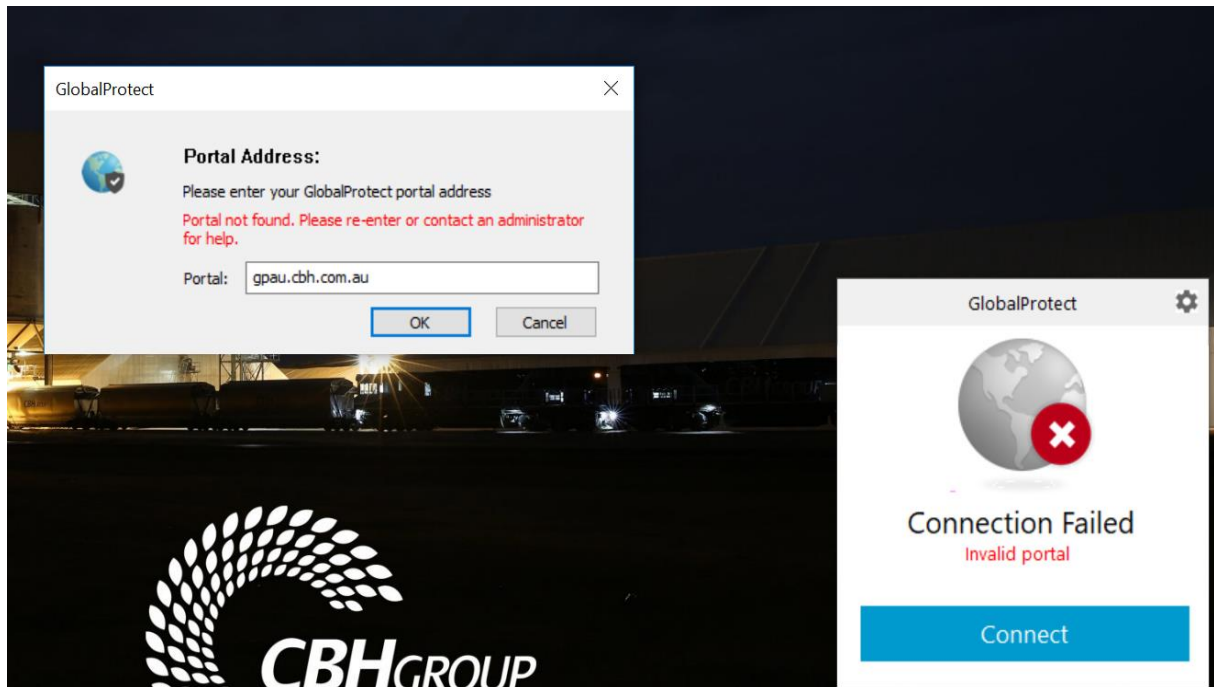 GlobalProtect
Portal Address:
Please enter your GlobalProtect portal address
Portal not found. Please re-enter or contact an administrator
for help.
Portal: gpau.cbh.com.au
OK Cancel
GlobalProtect
Connection Failed
Invalid portal
Connect
CBHGROUP